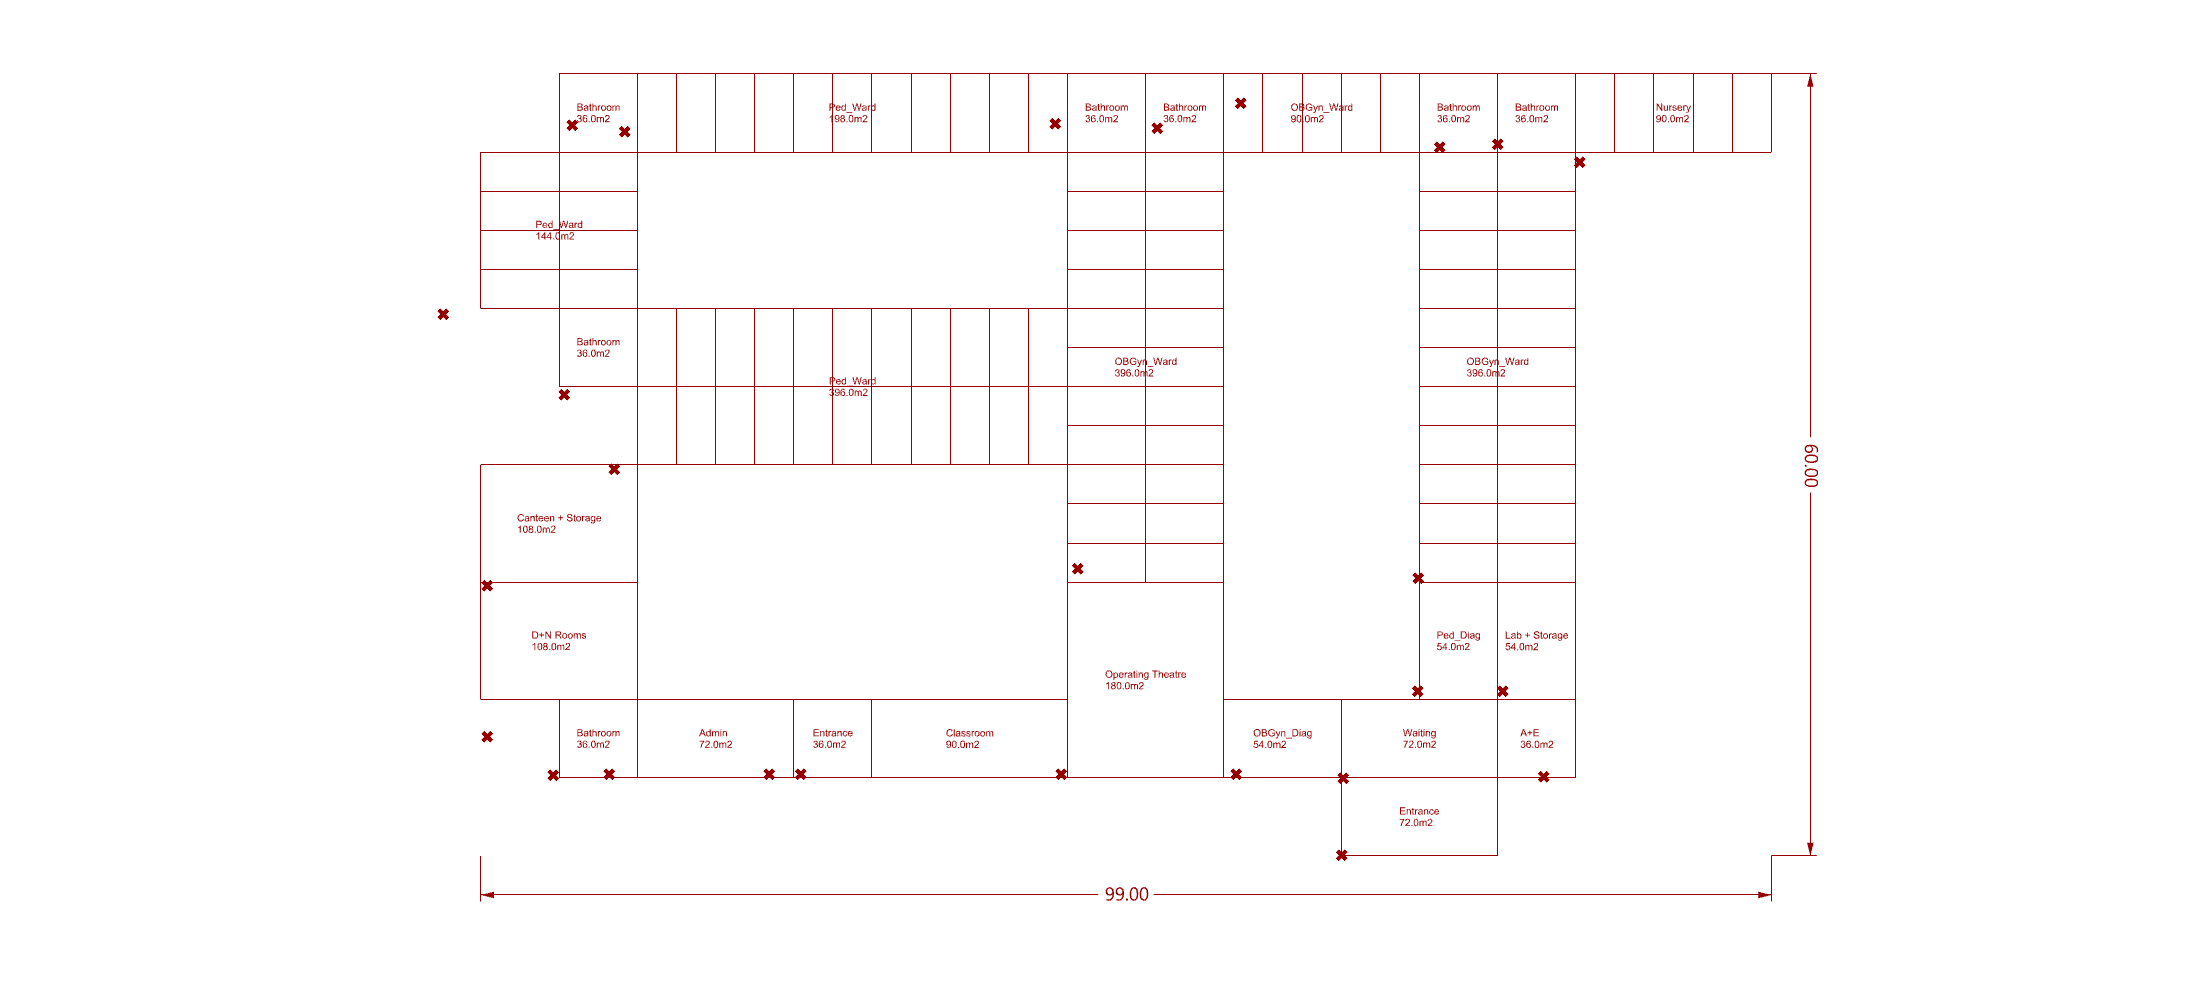 Bathroom
36.0m2
Ped_Ward
198.0m2
Bathroom
36.0m2
Bathroom
36.0m2
OBGyn_Ward
90.0m2
Bathroom
36.0m2
Bathroom
36.0m2
Nursery
90.0m2
Ped_Ward
144.0m2
Bathroom
36.0m2
Ped_Ward
396.0m2
OBGyn_Ward
396.0m2
OBGyn_Ward
396.0m2
60.00
Canteen + Storage
108.0m2
D+N Rooms
108.0m2
Ped_Diag
54.0m2
Lab + Storage
54.0m2
Operating Theatre
180.0m2
Bathroom
36.0m2
Admin
72.0m2
Entrance
36.0m2
Classroom
90.0m2
OBGyn_Diag
54.0m2
Waiting
72.0m2
A+E
36.0m2
Entrance
72.0m2
99.00